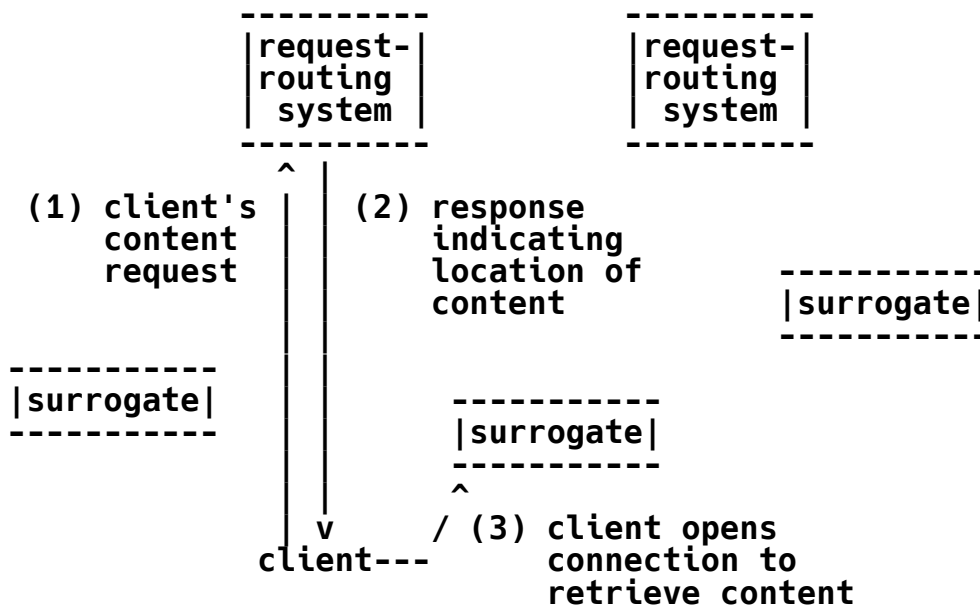 ----------          ----------
|request-|          |request-|
|routing |          |routing |
| system |          | system |
----------          ----------
^ |
(1) client's | | (2) response
content | | indicating
request | | location of          -----------
| | content          |surrogate|
| |          -----------
----------- | |
|surrogate| | |          -----------
----------- | |          |surrogate|
| |          -----------
| |          ^
| v          / (3) client opens
client---          connection to
retrieve content